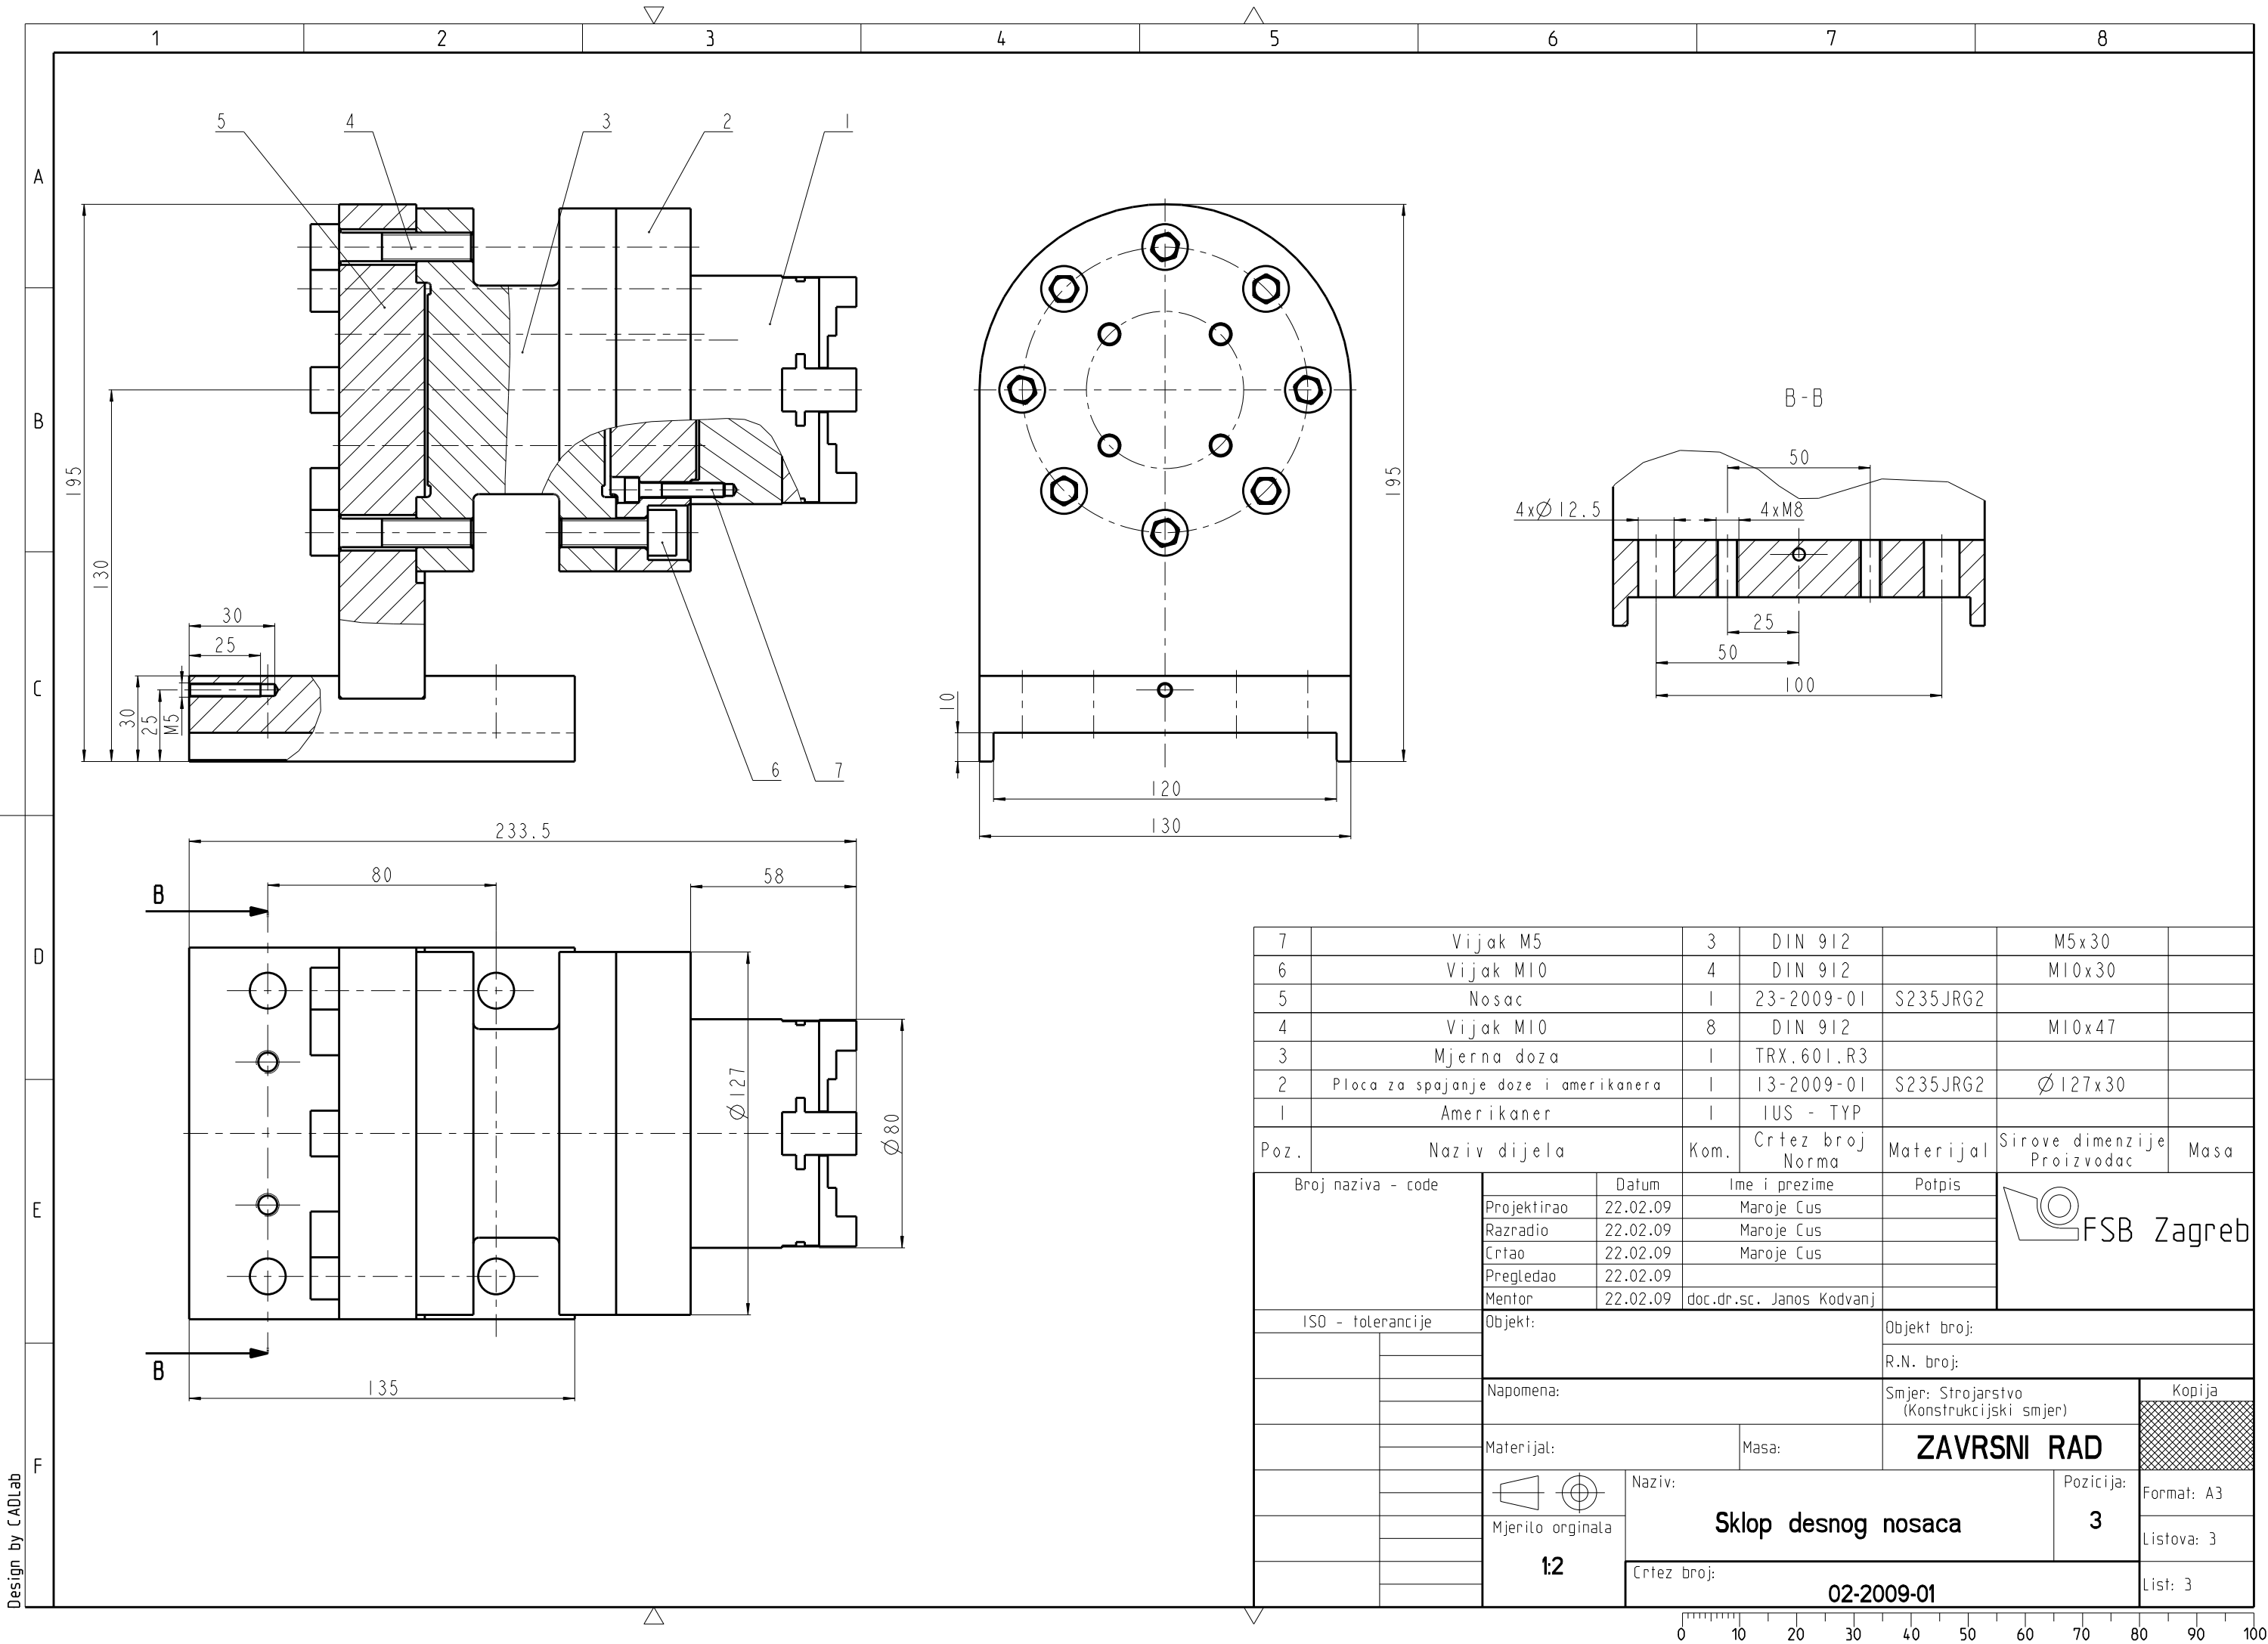 1 2 3 4 5 6 7 8
A
B
C
D
E
F
5 4 3 2 1
195
130
30
25
30
25
M5
6 7
195
10
120
130
B-B
50
4xØ12.5
4xM8
25
50
100
233.5
80
58
B
B
Ø127
Ø80
135
7 Vijak M5 3 DIN 912 M5x30
6 Vijak M10 4 DIN 912 M10x30
5 Nosac 1 23-2009-01 S235JRG2
4 Vijak M10 8 DIN 912 M10x47
3 Mjerna doza 1 TRX.601.R3
2 Ploca za spajanje doze i amerikanera 1 13-2009-01 S235JRG2 Ø127x30
1 Amerikaner 1 IUS - TYP
Poz. Naziv dijela Kom. Crtez broj Norma Materijal Sirove dimenzije Proizvodac Masa
Broj naziva - code
Datum Ime i prezime Potpis
Projektirao 22.02.09 Maroje Cus
Razradio 22.02.09 Maroje Cus
Crtao 22.02.09 Maroje Cus
Pregledao 22.02.09
Mentor 22.02.09 doc.dr.sc. Janos Kodvanj
FSB Zagreb
ISO - tolerancije
Objekt:
Objekt broj:
R.N. broj:
Napomena:
Smjer: Strojarstvo
(Konstrukcijski smjer)
Kopija
Materijal:
Masa:
ZAVRSNI RAD
Naziv:
Sklop desnog nosaca
Pozicija:
3
Format: A3
Mjerilo orginala
1:2
Listova: 3
Crtez broj:
02-2009-01
List: 3
Design by CADLab
0 10 20 30 40 50 60 70 80 90 100